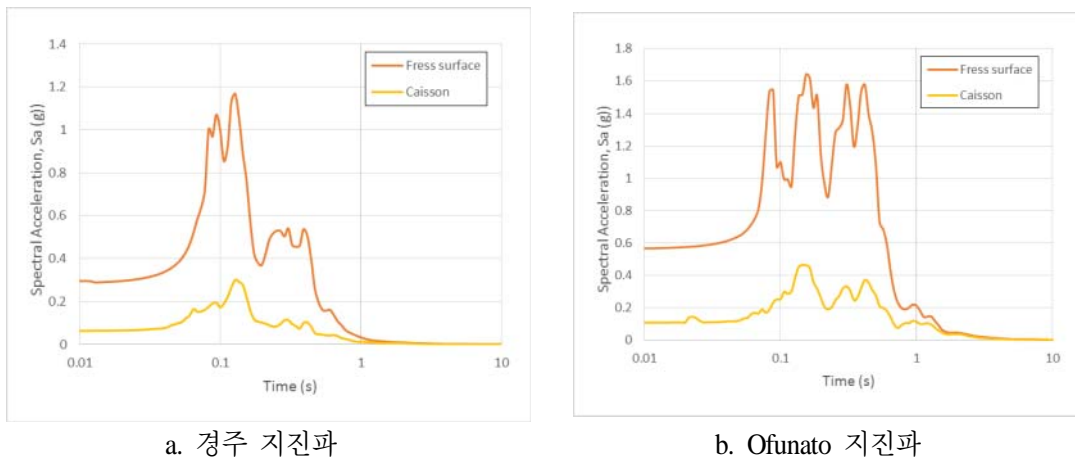 1.4
1.2
1
0.8
0.6
0.4
0.2
0
0.01
0.1
1
10
Spectral Acceleration, Sa (g))
Time (s)
Fress surface
Caisson
a. 경주 지진파
1.8
1.6
1.4
1.2
1
0.8
0.6
0.4
0.2
0
0.01
0.1
1
10
Spectral Acceleration, Sa (g))
Time (s)
Fress surface
Caisson
b. Ofunato 지진파